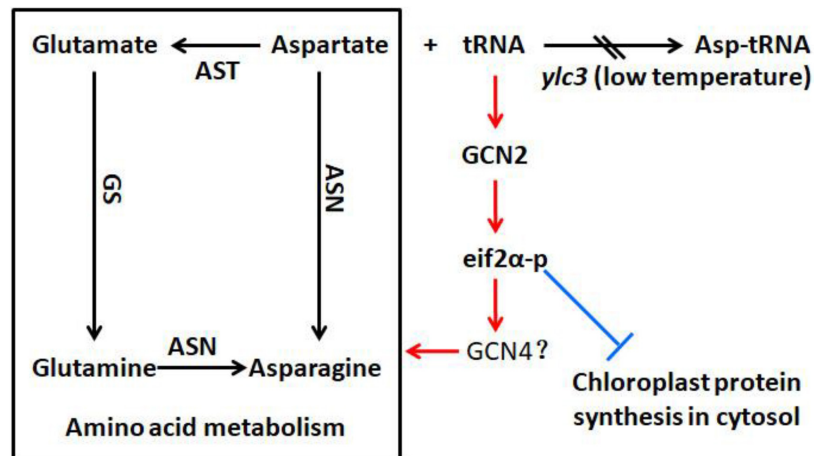 Glutamate Aspartate + tRNA Asp-tRNA
AST ylc3 (low temperature)
GCN2
GS ASN
eif2α-p
ASN GCN4?
Glutamine Asparagine
Chloroplast protein
synthesis in cytosol
Amino acid metabolism